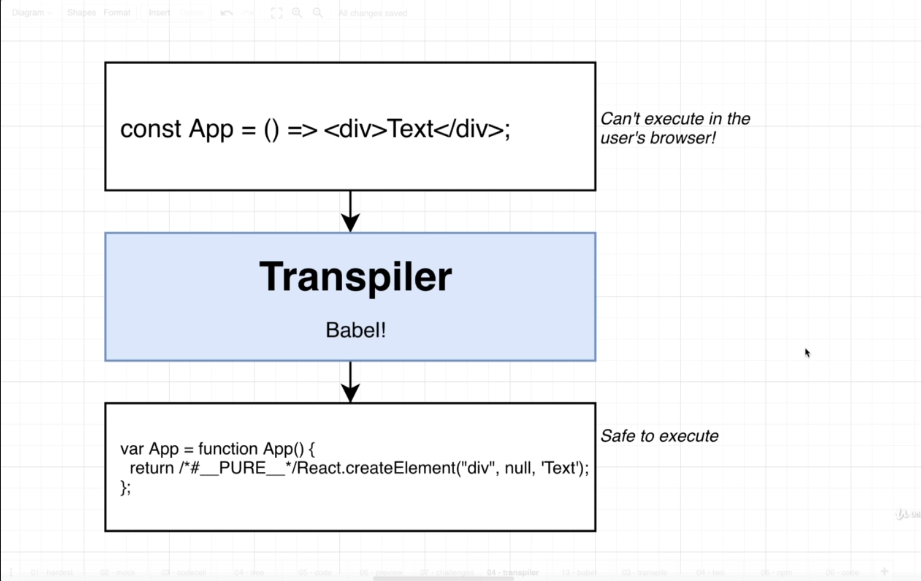 Diagram
Shapes Format Insert
All changes saved
const App = () => <div>Text</div>;
Can't execute in the
user's browser!
Transpiler
Babel!
var App = function App() {
return /*#__PURE__*/React.createElement("div", null, 'Text');
};
Safe to execute
04 - transpiler